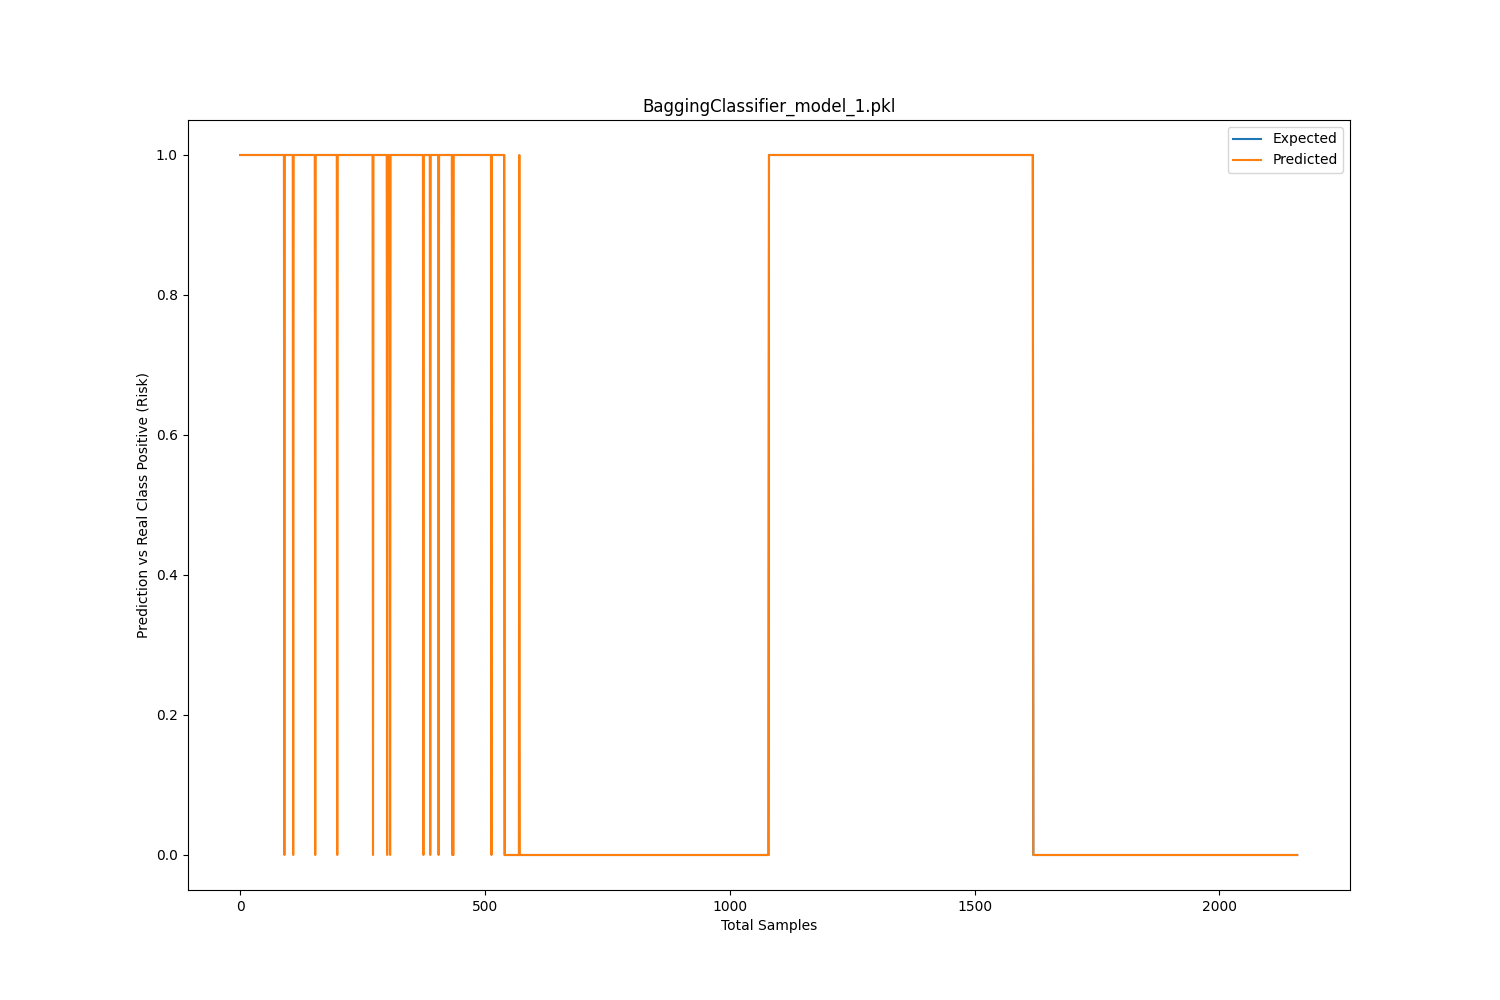 BaggingClassifier_model_1.pkl
Expected
Predicted
1.0
0.8
0.6
0.4
0.2
0.0
Prediction vs Real Class Positive (Risk)
0 500 1000 1500 2000
Total Samples